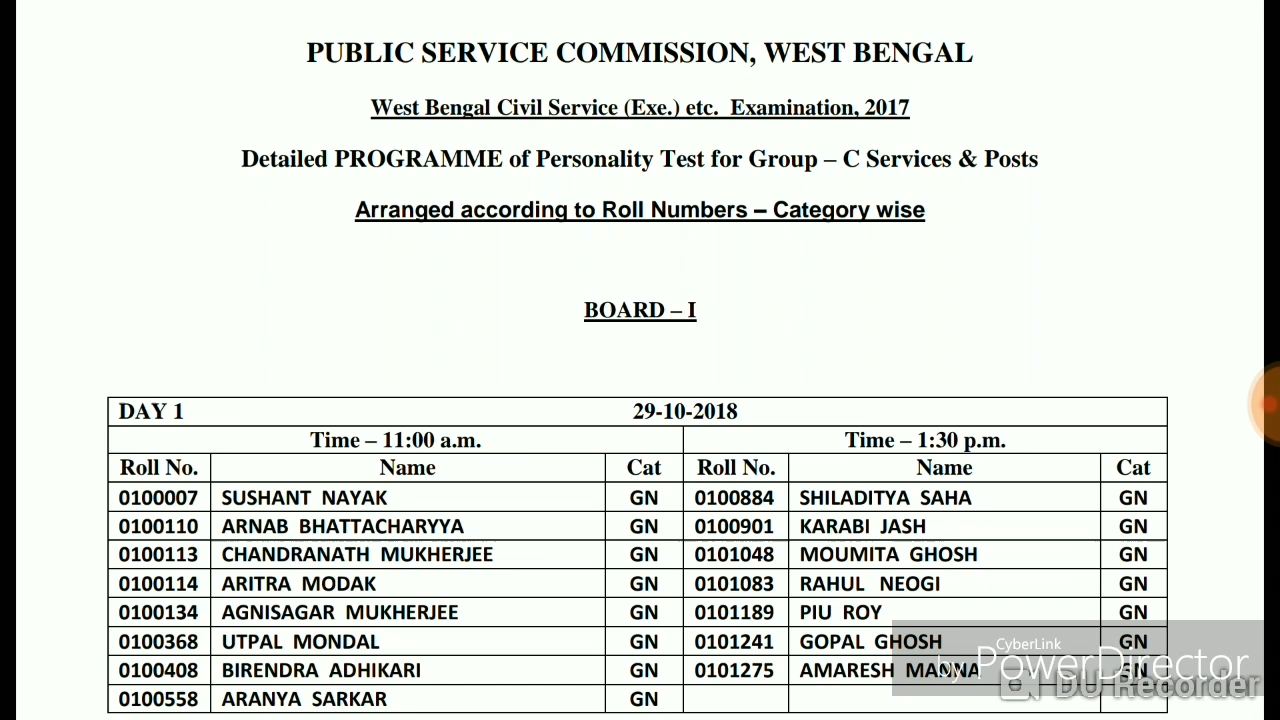 PUBLIC SERVICE COMMISSION, WEST BENGAL
West Bengal Civil Service (Exe.) etc. Examination, 2017
Detailed PROGRAMME of Personality Test for Group – C Services & Posts
Arranged according to Roll Numbers – Category wise
BOARD – I
DAY 1 29-10-2018
Time – 11:00 a.m. Time – 1:30 p.m.
Roll No. Name Cat Roll No. Name Cat
0100007 SUSHANT NAYAK GN 0100884 SHILADITYA SAHA GN
0100110 ARNAB BHATTACHARYYA GN 0100901 KARABI JASH GN
0100113 CHANDRANATH MUKHERJEE GN 0101048 MOUMITA GHOSH GN
0100114 ARITRA MODAK GN 0101083 RAHUL NEOGI GN
0100134 AGNISAGAR MUKHERJEE GN 0101189 PIU ROY GN
0100368 UTPAL MONDAL GN 0101241 GOPAL GHOSH GN
0100408 BIRENDRA ADHIKARI GN 0101275 AMARESH MANNA GN
0100558 ARANYA SARKAR GN
CyberLink
by PowerDirector
DU Recorder